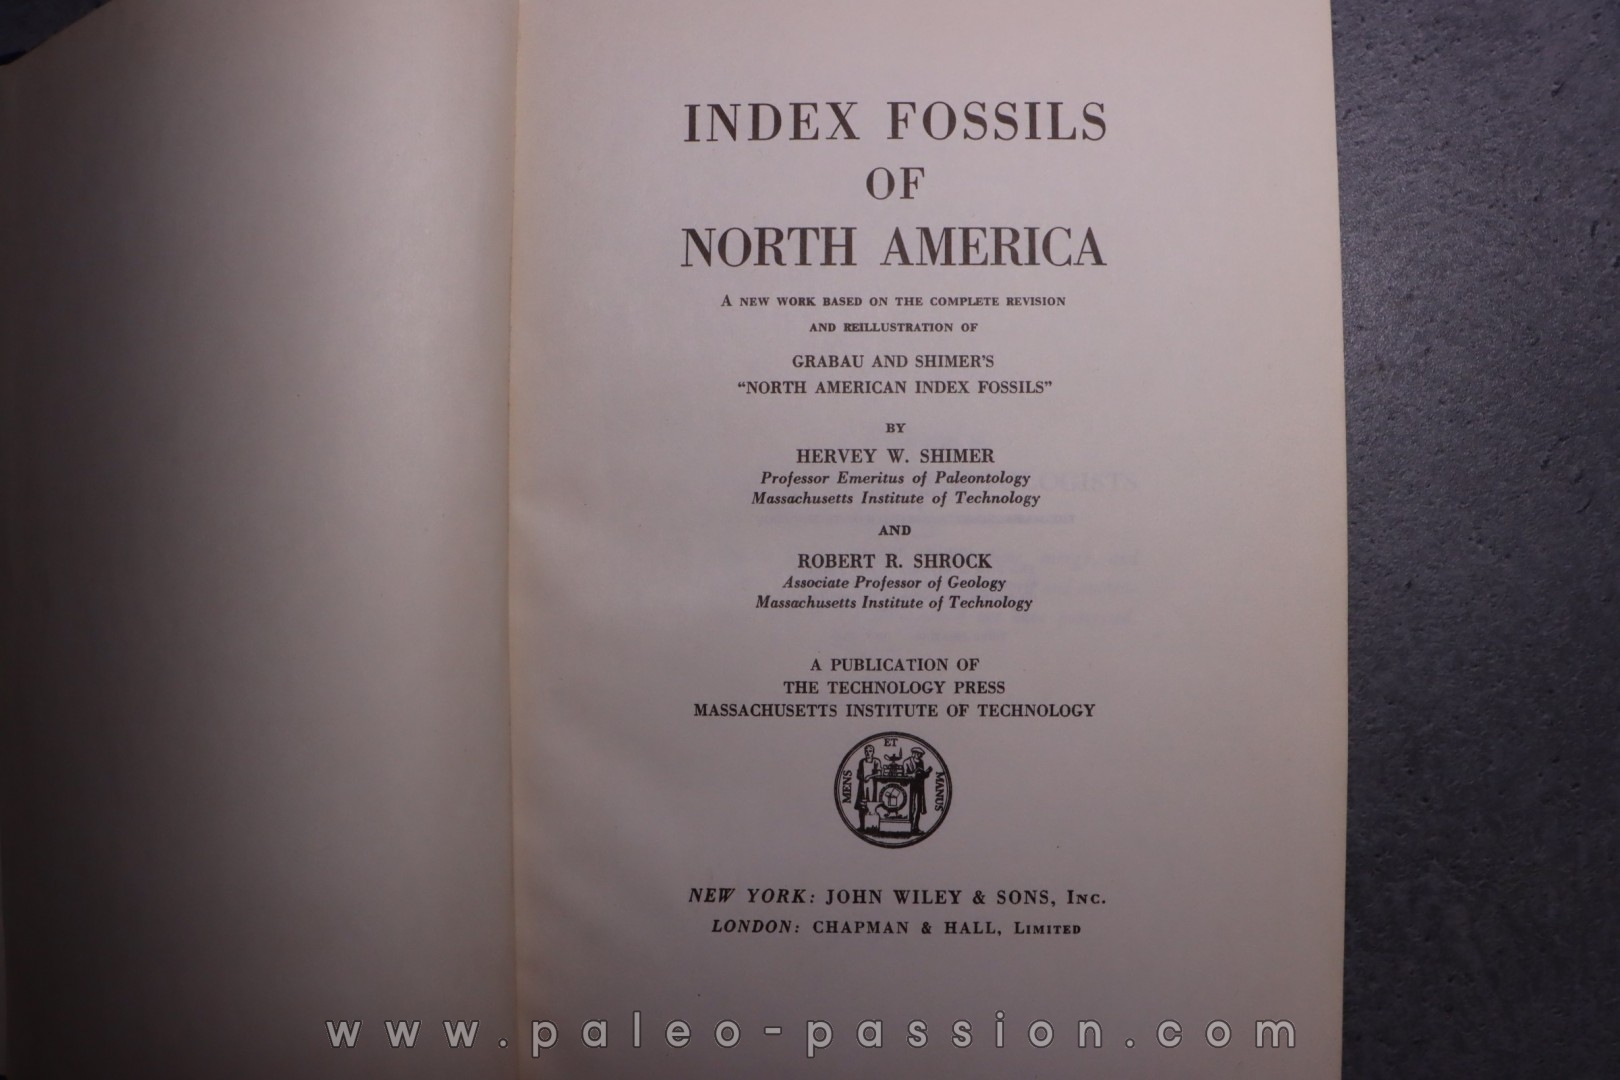 INDEX FOSSILS
OF
NORTH AMERICA
A NEW WORK BASED ON THE COMPLETE REVISION
AND REILLUSTRATION OF
GRABAU AND SHIMER'S
“NORTH AMERICAN INDEX FOSSILS”
BY
HERVEY W. SHIMER
Professor Emeritus of Paleontology
Massachusetts Institute of Technology
AND
ROBERT R. SHROCK
Associate Professor of Geology
Massachusetts Institute of Technology
A PUBLICATION OF
THE TECHNOLOGY PRESS
MASSACHUSETTS INSTITUTE OF TECHNOLOGY
MENS ET MANUS
NEW YORK: JOHN WILEY & SONS, INC.
LONDON: CHAPMAN & HALL, LIMITED
www.paleo-passion.com